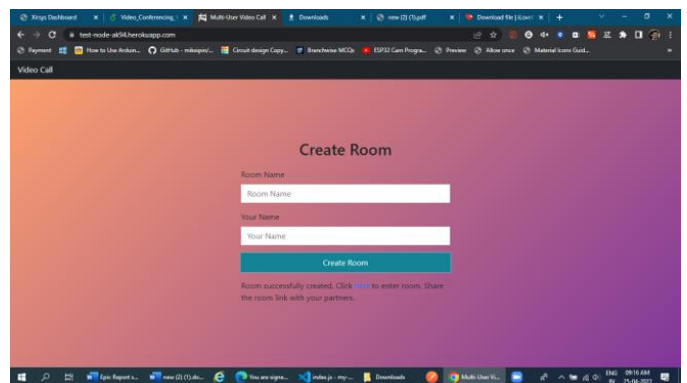 Xirsys Dashboard
Video_Conferencing_
Multi-User Video Call
Downloads
new (2) (1).pdf
Download file | iLoveP
test-node-ak94.herokuapp.com
Payment
How to Use Arduin...
GitHub - 
Circuit design Copy...
Branchwise MCQs
ESP32 Cam Progra...
Preview
Allow once
Material Icons Guid...
Video Call
Create Room
Room Name
Room Name
Your Name
Your Name
Create Room
Room successfully created. Click here to enter room. Share
the room link with your partners.
Epic Report s...
new (2) (1).do...
You are signe...
index.js - my-...
Downloads
Multi-User Vi...
ENG
IN
09:16 AM
25-04-2022